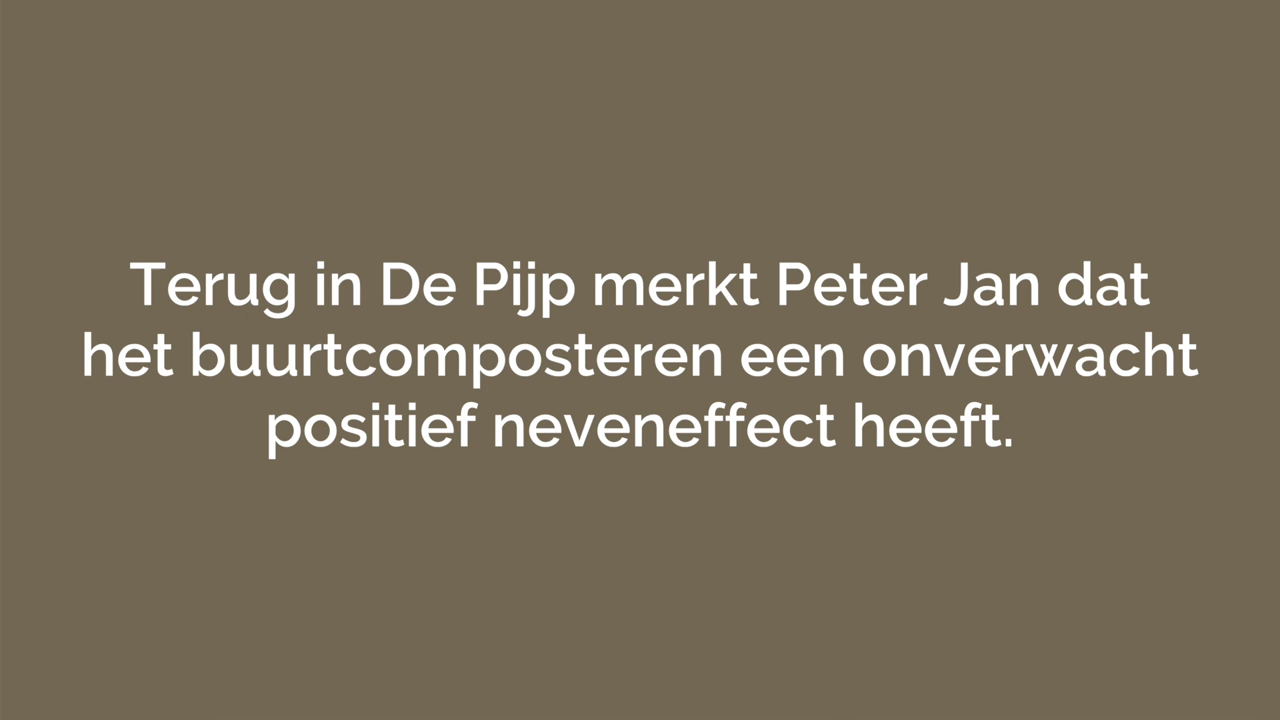 Terug in De Pijp merkt Peter Jan dat
het buurtcomposteren een onverwacht
positief neveneffect heeft.